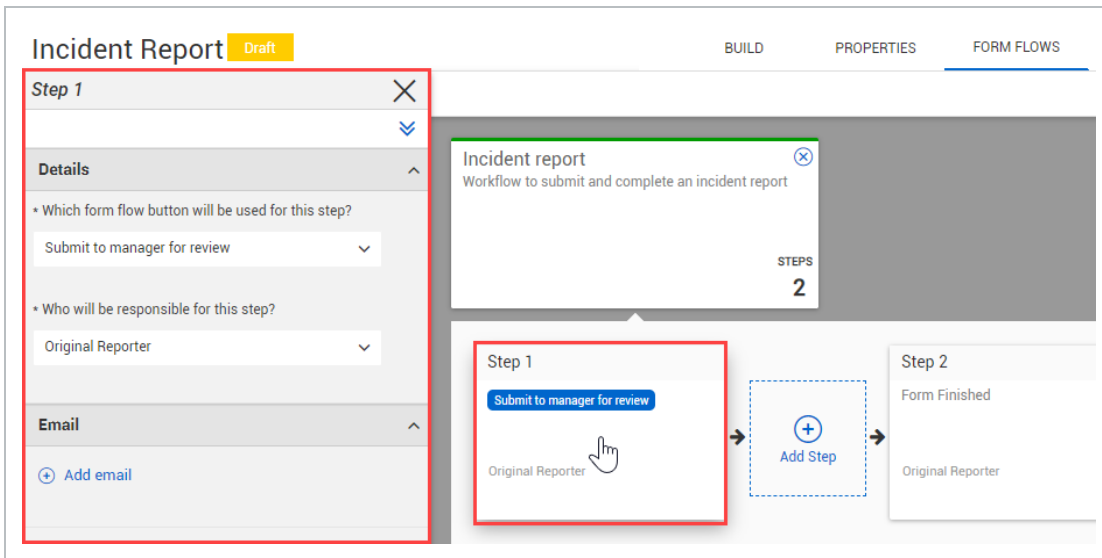 Incident Report Draft
BUILD PROPERTIES FORM FLOWS
Step 1
Details
* Which form flow button will be used for this step?
Submit to manager for review
* Who will be responsible for this step?
Original Reporter
Email
Add email
Incident report
Workflow to submit and complete an incident report
STEPS
2
Step 1
Submit to manager for review
Original Reporter
Add Step
Step 2
Form Finished
Original Reporter